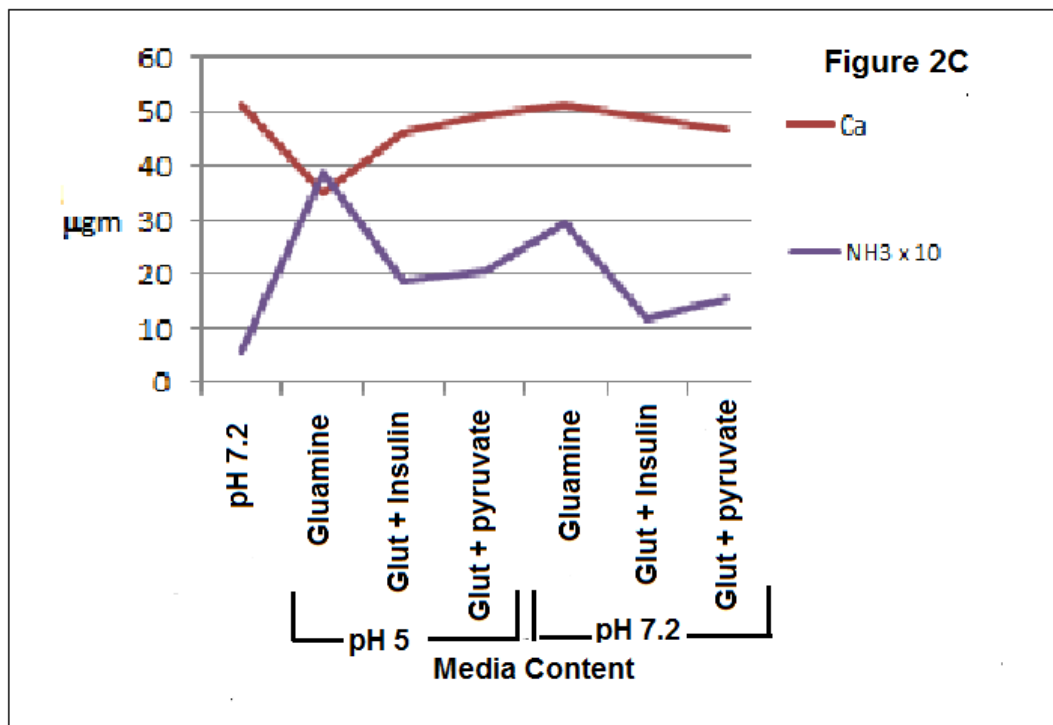 Figure 2C
60
50
40
30
20
10
0
µgm
Ca
NH3 x 10
pH 7.2
Gluamine
Glut + Insulin
Glut + pyruvate
Gluamine
Glut + Insulin
Glut + pyruvate
pH 5
pH 7.2
Media Content